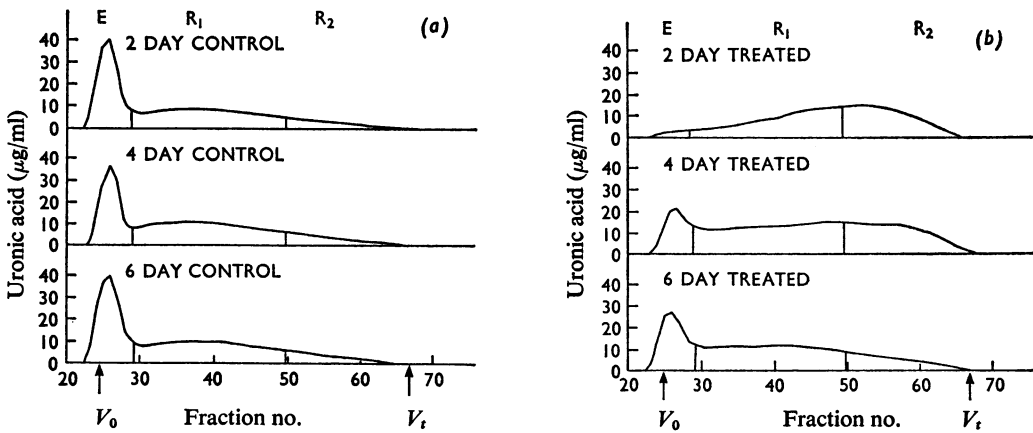 E R₁ R₂ (a)
2 DAY CONTROL
40
30
20
10
0
4 DAY CONTROL
40
30
20
10
0
6 DAY CONTROL
40
30
20
10
0
Uronic acid (μg/ml)
20 30 40 50 60 70
V₀ Fraction no. Vₜ
E R₁ R₂ (b)
2 DAY TREATED
40
30
20
10
0
4 DAY TREATED
40
30
20
10
0
6 DAY TREATED
40
30
20
10
0
Uronic acid (μg/ml)
20 30 40 50 60 70
V₀ Fraction no. Vₜ